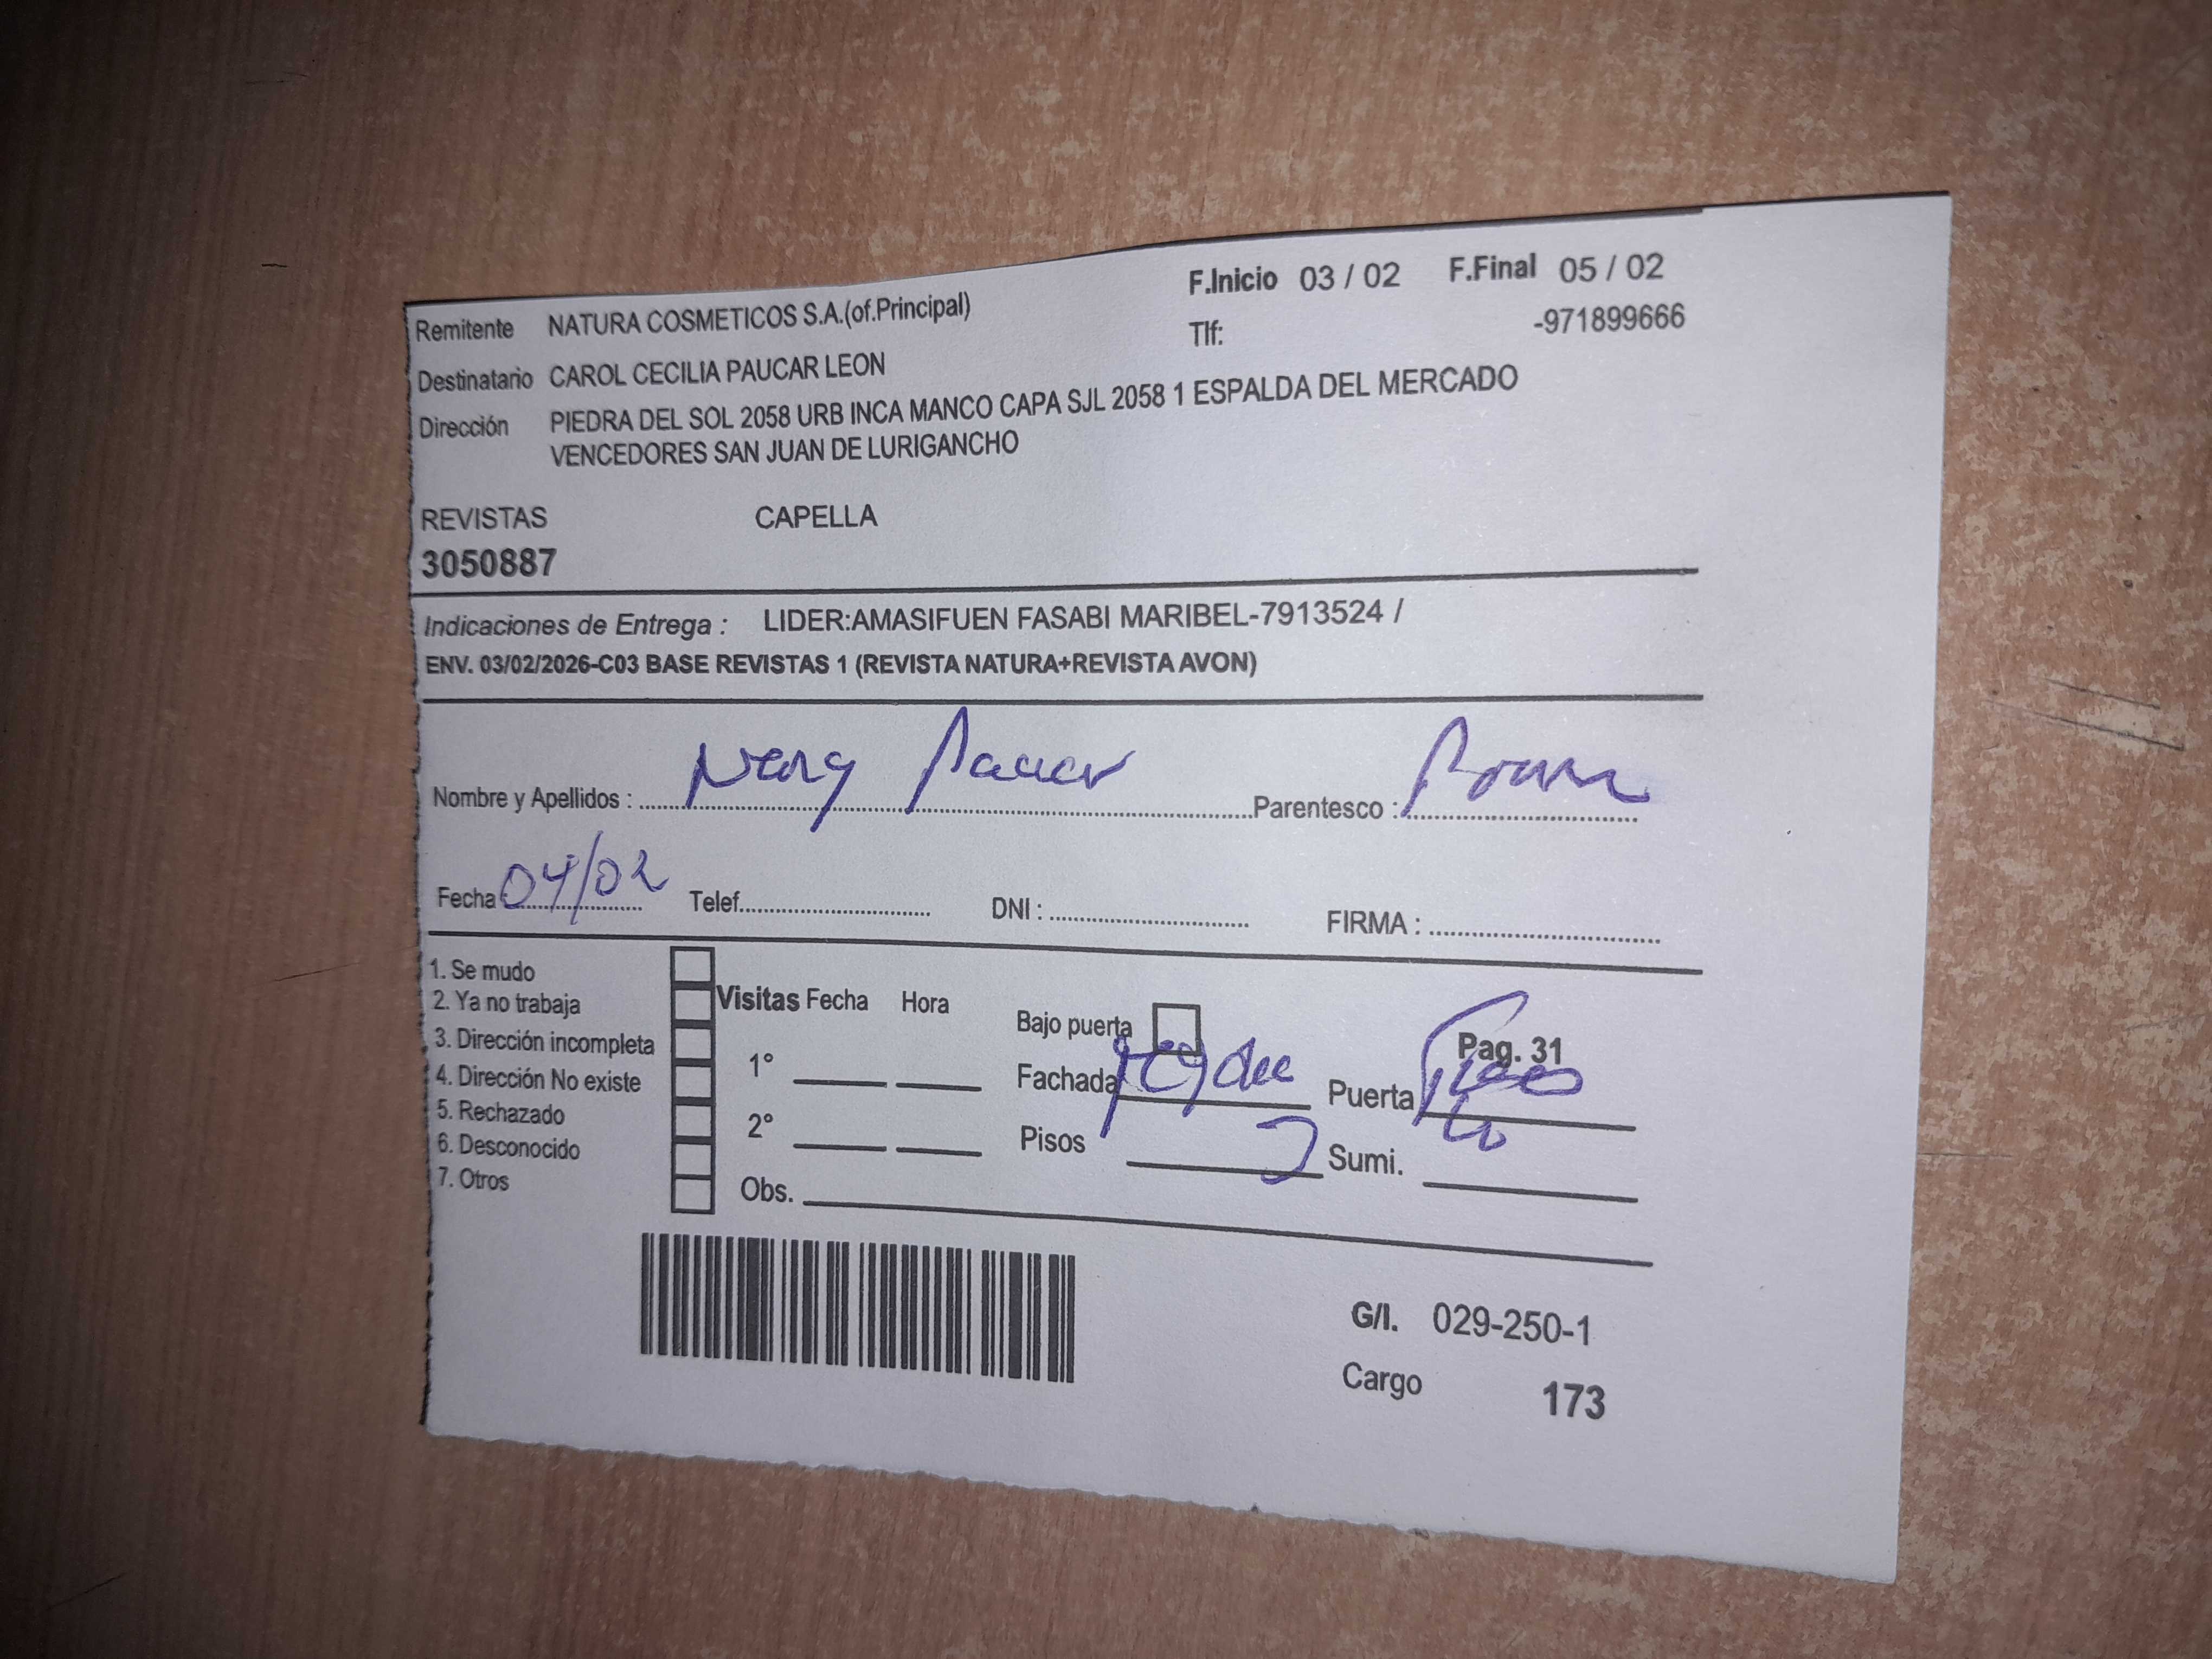 F.Inicio 03 / 02 F.Final 05 / 02
Remitente NATURA COSMETICOS S.A.(of.Principal)
Tlf: -971899666
Destinatario CAROL CECILIA PAUCAR LEON
Dirección PIEDRA DEL SOL 2058 URB INCA MANCO CAPA SJL 2058 1 ESPALDA DEL MERCADO
VENCEDORES SAN JUAN DE LURIGANCHO
REVISTAS CAPELLA
3050887
Indicaciones de Entrega : LIDER:AMASIFUEN FASABI MARIBEL-7913524 /
ENV. 03/02/2026-C03 BASE REVISTAS 1 (REVISTA NATURA+REVISTA AVON)
Nombre y Apellidos : Paucar Parentesco :
Fecha 04/02 Telef. DNI : FIRMA :
1. Se mudo
2. Ya no trabaja
3. Dirección incompleta
4. Dirección No existe
5. Rechazado
6. Desconocido
7. Otros
Visitas Fecha Hora
1°
2°
Obs.
Bajo puerta
Fachada
Pisos 2
Pag. 31
Puerta
Sumi.
G/I. 029-250-1
Cargo 173